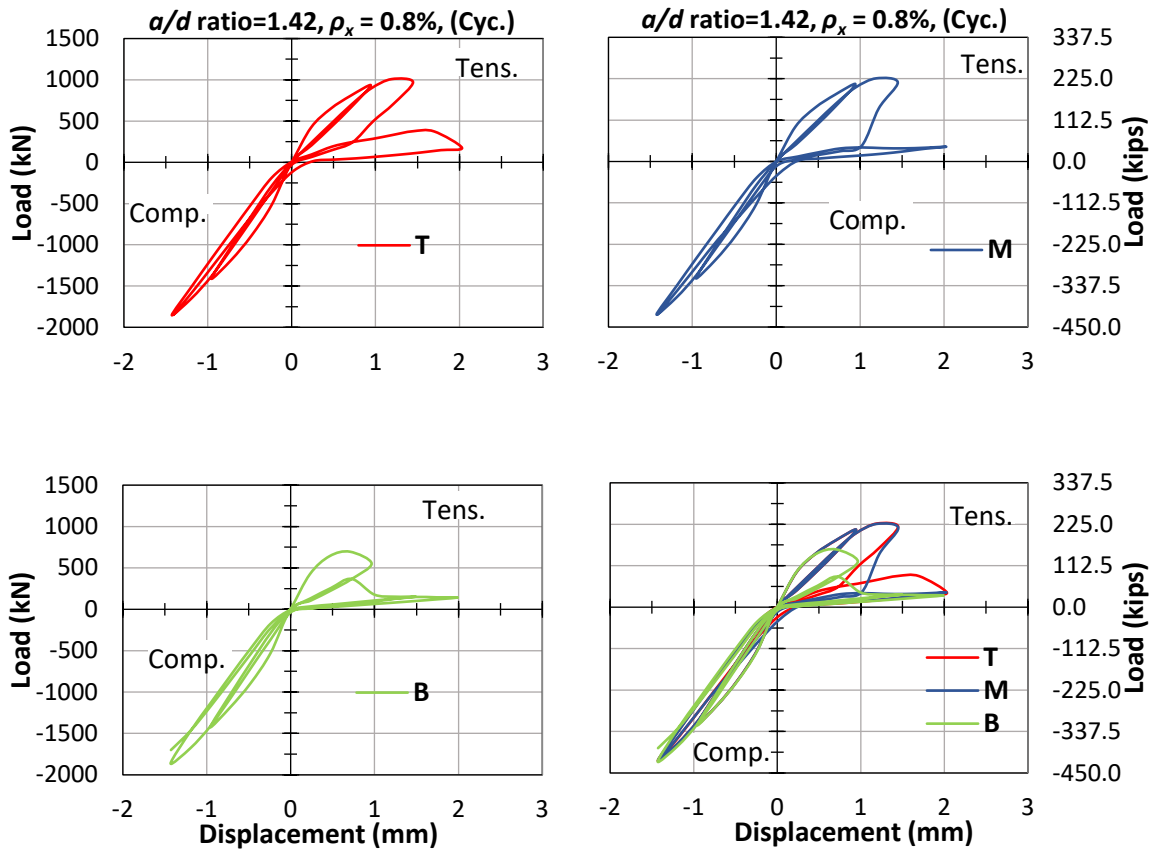 a/d ratio=1.42, ρx = 0.8%, (Cyc.)
1500
1000
500
0
-500
-1000
-1500
-2000
Load (kN)
Tens.
Comp.
T
-2 -1 0 1 2 3
a/d ratio=1.42, ρx = 0.8%, (Cyc.)
337.5
225.0
112.5
0.0
-112.5
-225.0
-337.5
-450.0
Load (kips)
Tens.
Comp.
M
-2 -1 0 1 2 3
1500
1000
500
0
-500
-1000
-1500
-2000
Load (kN)
Tens.
Comp.
B
-2 -1 0 1 2 3
Displacement (mm)
337.5
225.0
112.5
0.0
-112.5
-225.0
-337.5
-450.0
Load (kips)
Tens.
T
M
B
Comp.
-2 -1 0 1 2 3
Displacement (mm)